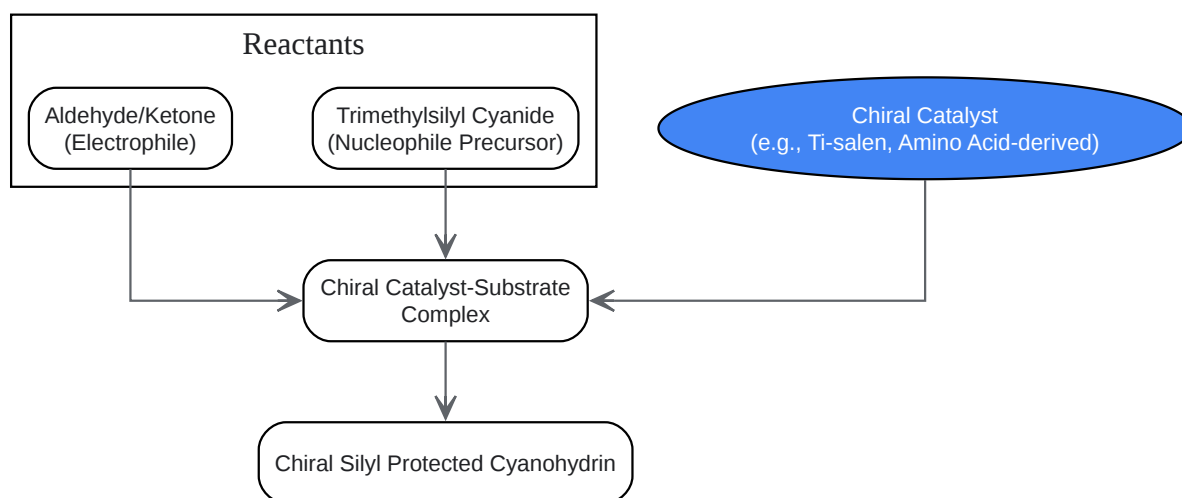 Reactants
Aldehyde/Ketone
(Electrophile)
Trimethylsilyl Cyanide
(Nucleophile Precursor)
Chiral Catalyst
(e.g., Ti-salen, Amino Acid-derived)
Chiral Catalyst-Substrate
Complex
Chiral Silyl Protected Cyanohydrin